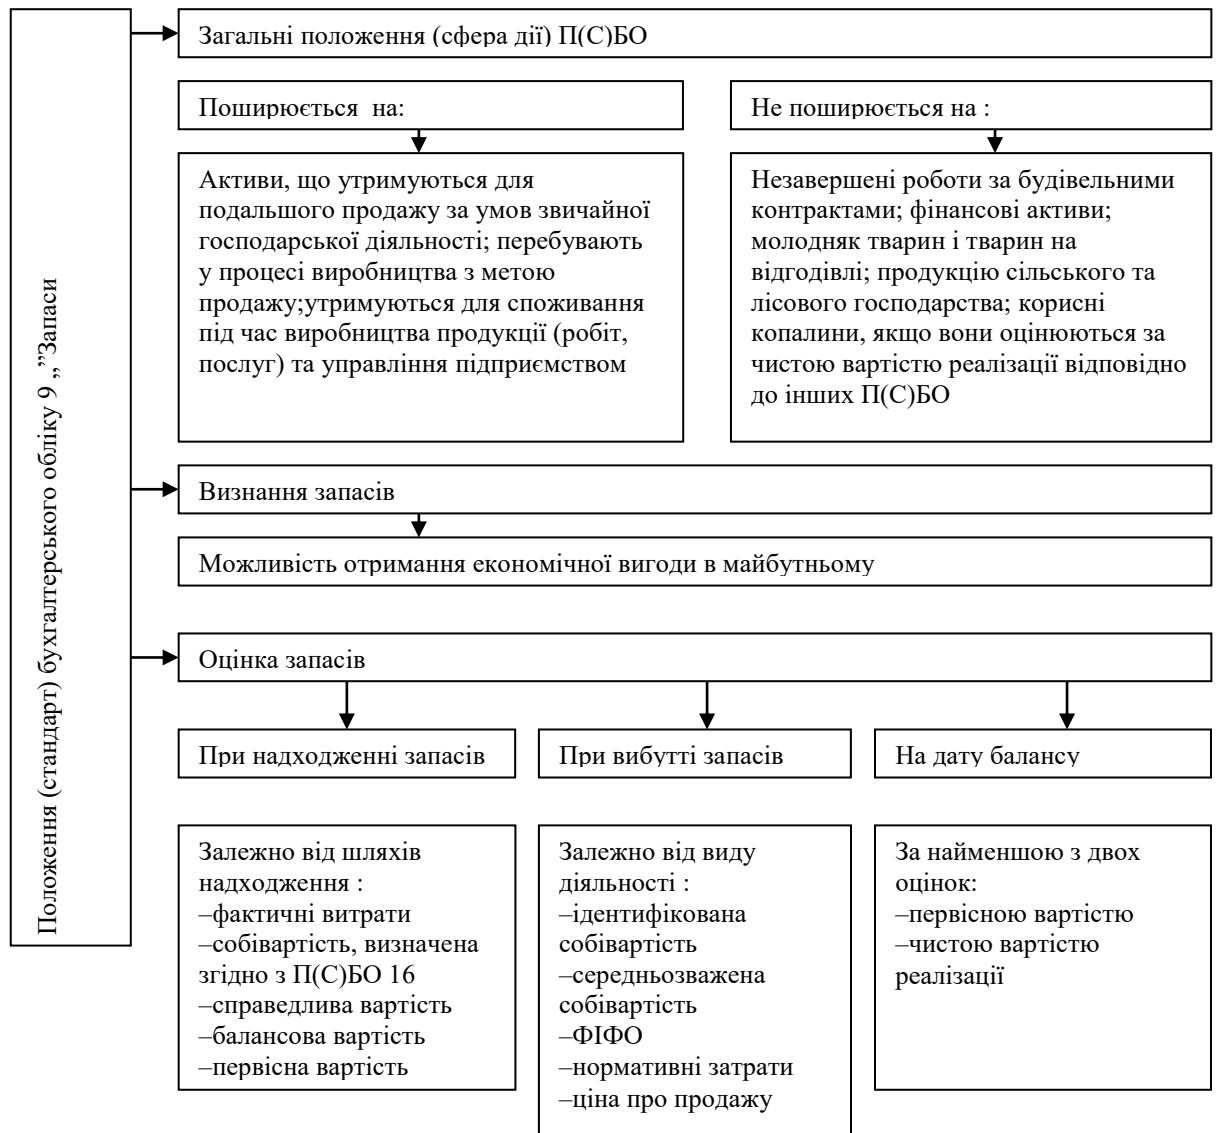 Положення (стандарт) бухгалтерського обліку 9 „”Запаси
Загальні положення (сфера дії) П(С)БО
Поширюється на:
Не поширюється на :
Активи, що утримуються для
подальшого продажу за умов звичайної
господарської діяльності; перебувають
у процесі виробництва з метою
продажу;утримуються для споживання
під час виробництва продукції (робіт,
послуг) та управління підприємством
Незавершені роботи за будівельними
контрактами; фінансові активи;
молодняк тварин і тварин на
відгодівлі; продукцію сільського та
лісового господарства; корисні
копалини, якщо вони оцінюються за
чистою вартістю реалізації відповідно
до інших П(С)БО
Визнання запасів
Можливість отримання економічної вигоди в майбутньому
Оцінка запасів
При надходженні запасів
При вибутті запасів
На дату балансу
Залежно від шляхів
надходження :
–фактичні витрати
–собівартість, визначена
згідно з П(С)БО 16
–справедлива вартість
–балансова вартість
–первісна вартість
Залежно від виду
діяльності :
–ідентифікована
собівартість
–середньозважена
собівартість
–ФІФО
–нормативні затрати
–ціна про продажу
За найменшою з двох
оцінок:
–первісною вартістю
–чистою вартістю
реалізації